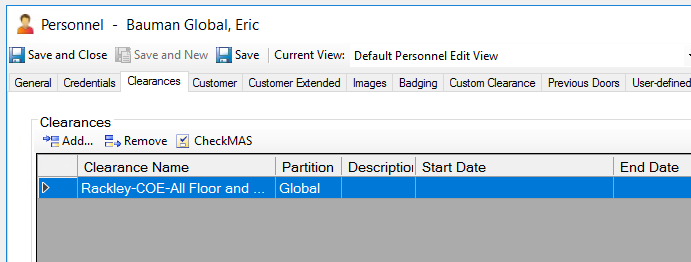 Personnel - Bauman Global, Eric
Save and Close Save and New Save Current View: Default Personnel Edit View
General Credentials Clearances Customer Customer Extended Images Badging Custom Clearance Previous Doors User-defined
Clearances
Add... Remove CheckMAS
Clearance Name Partition Description Start Date End Date
Rackley-COE-All Floor and ... Global